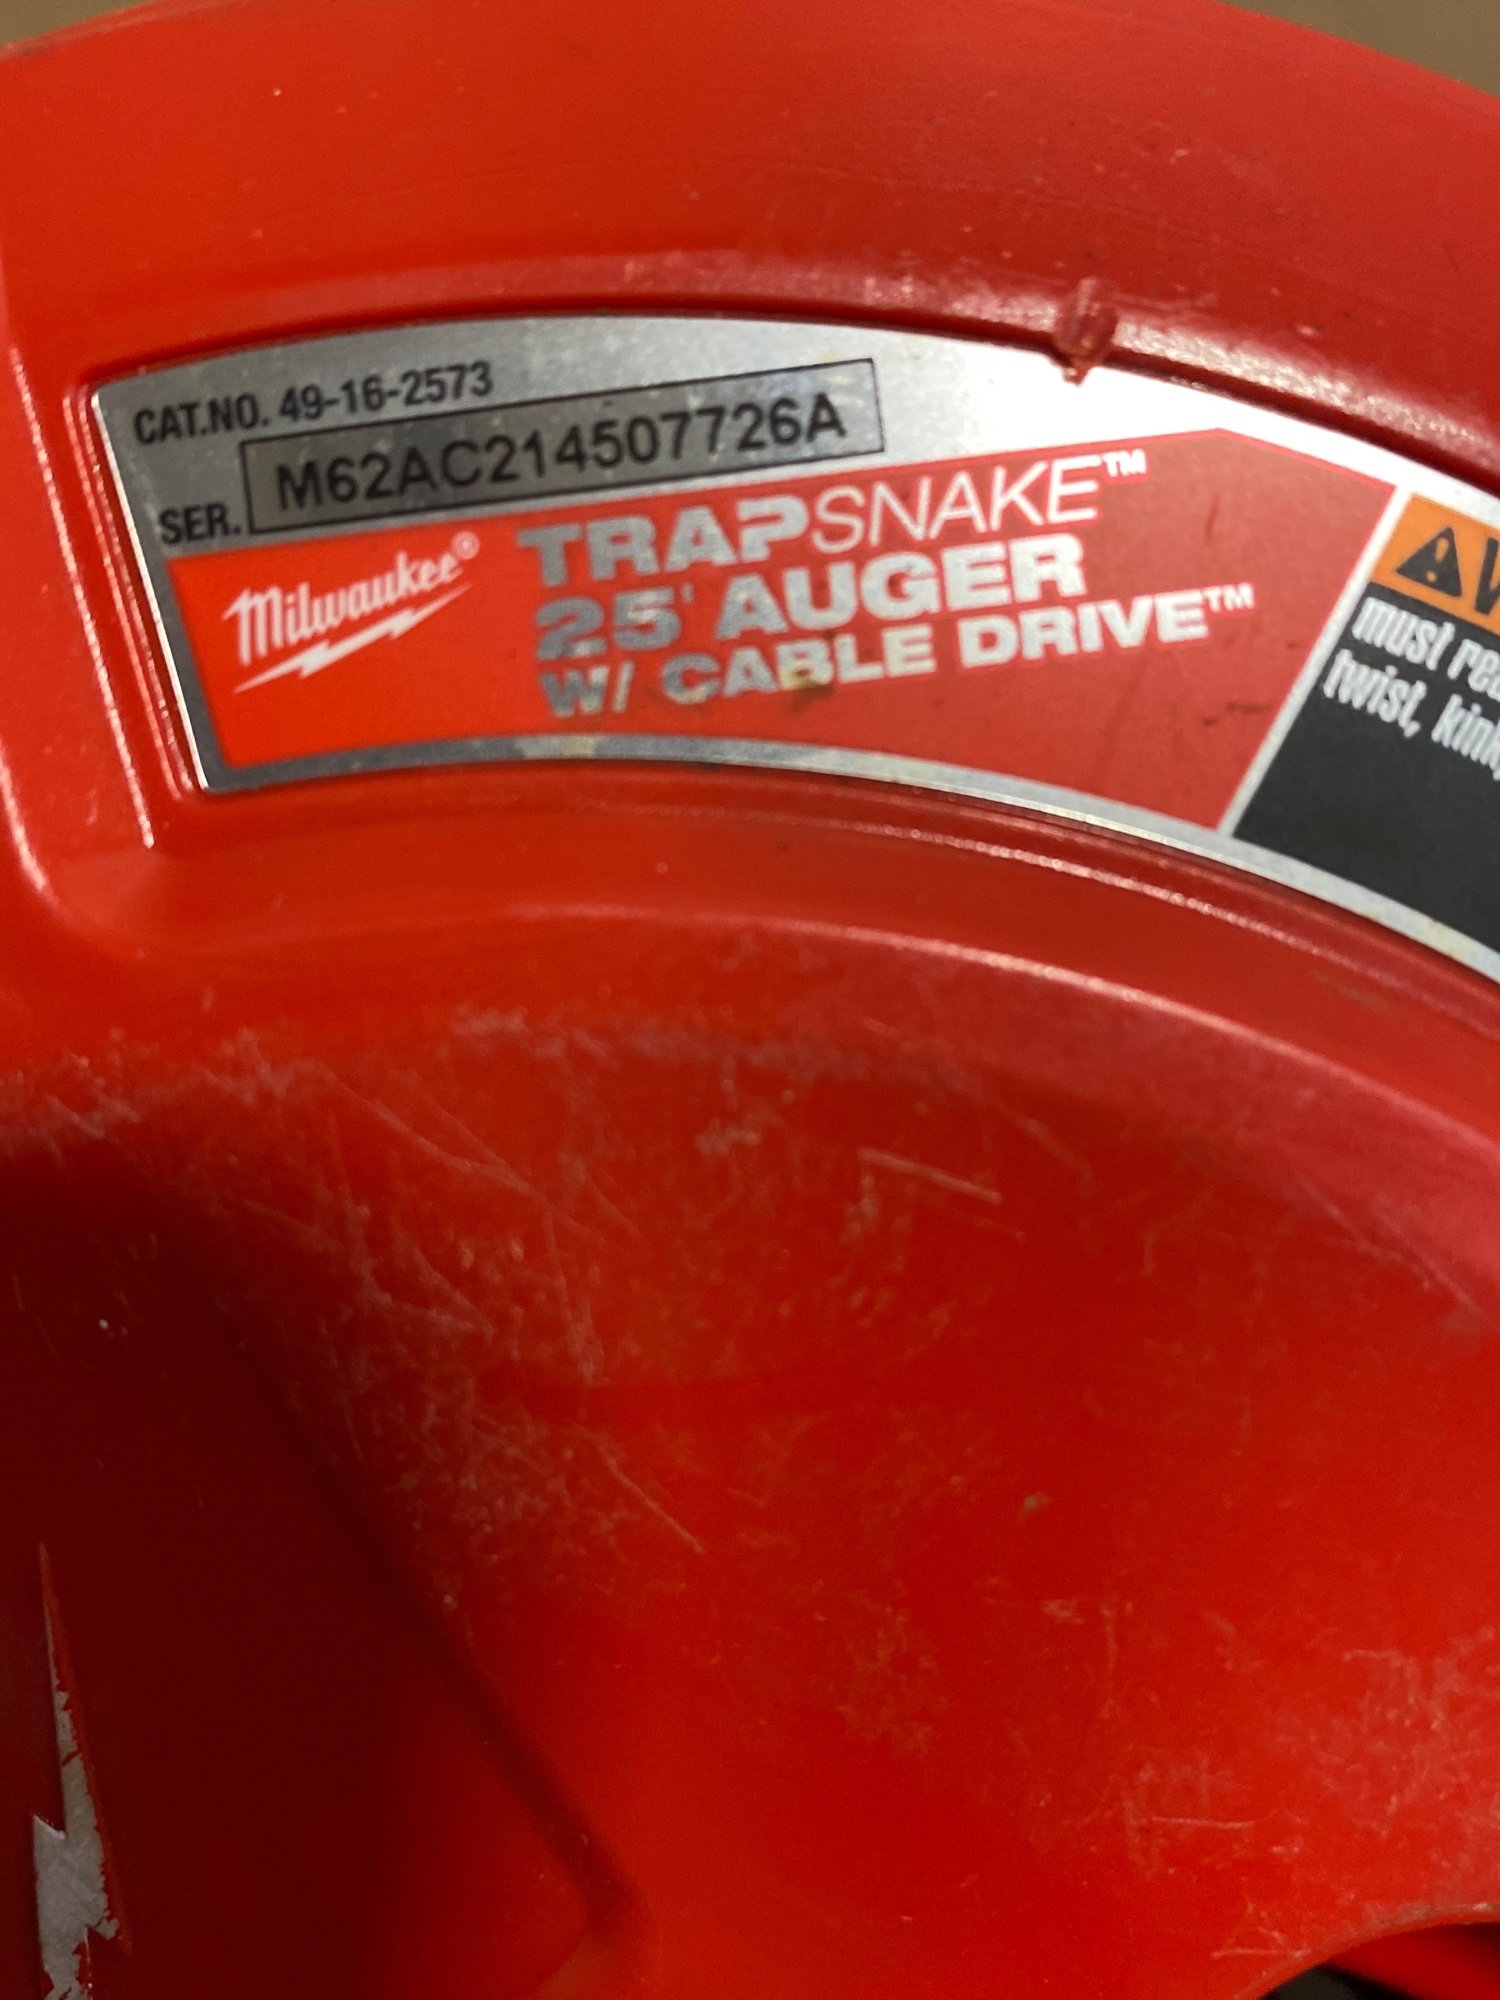 CAT.NO. 49-16-2573
SER. M62AC214507726A
Milwaukee®
TRAPSNAKE™
25' AUGER
W/ CABLE DRIVE™
must
twist,